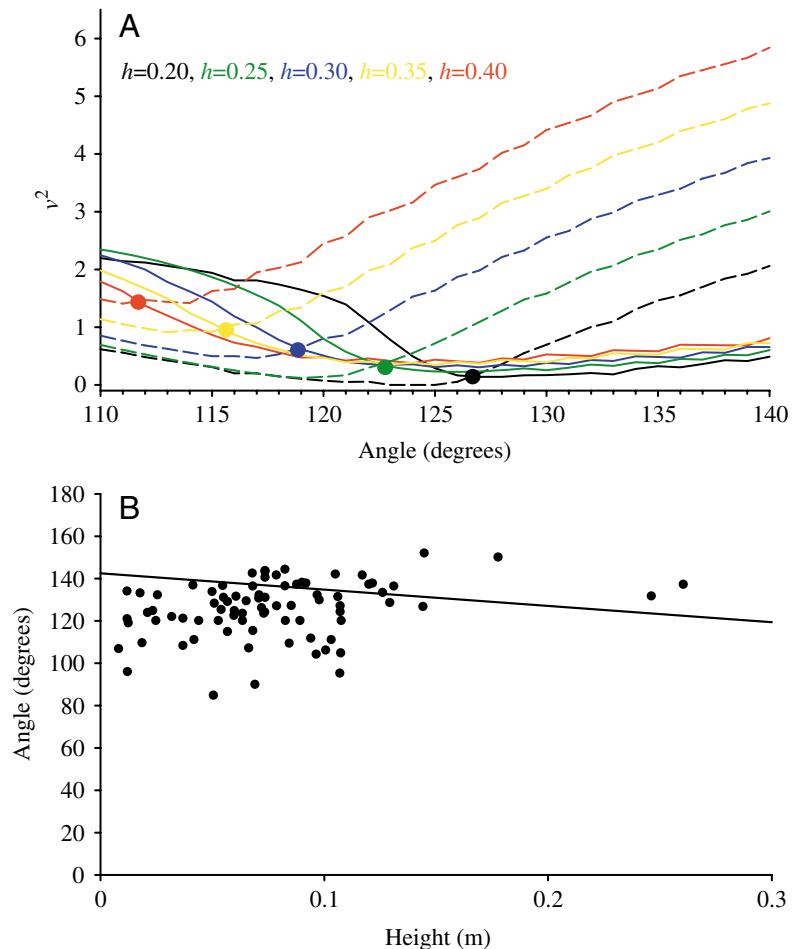 A
h=0.20, h=0.25, h=0.30, h=0.35, h=0.40
6
5
4
3
2
1
0
v²
110 115 120 125 130 135 140
Angle (degrees)
B
180
160
140
120
100
80
60
40
20
0
Angle (degrees)
0 0.1 0.2 0.3
Height (m)